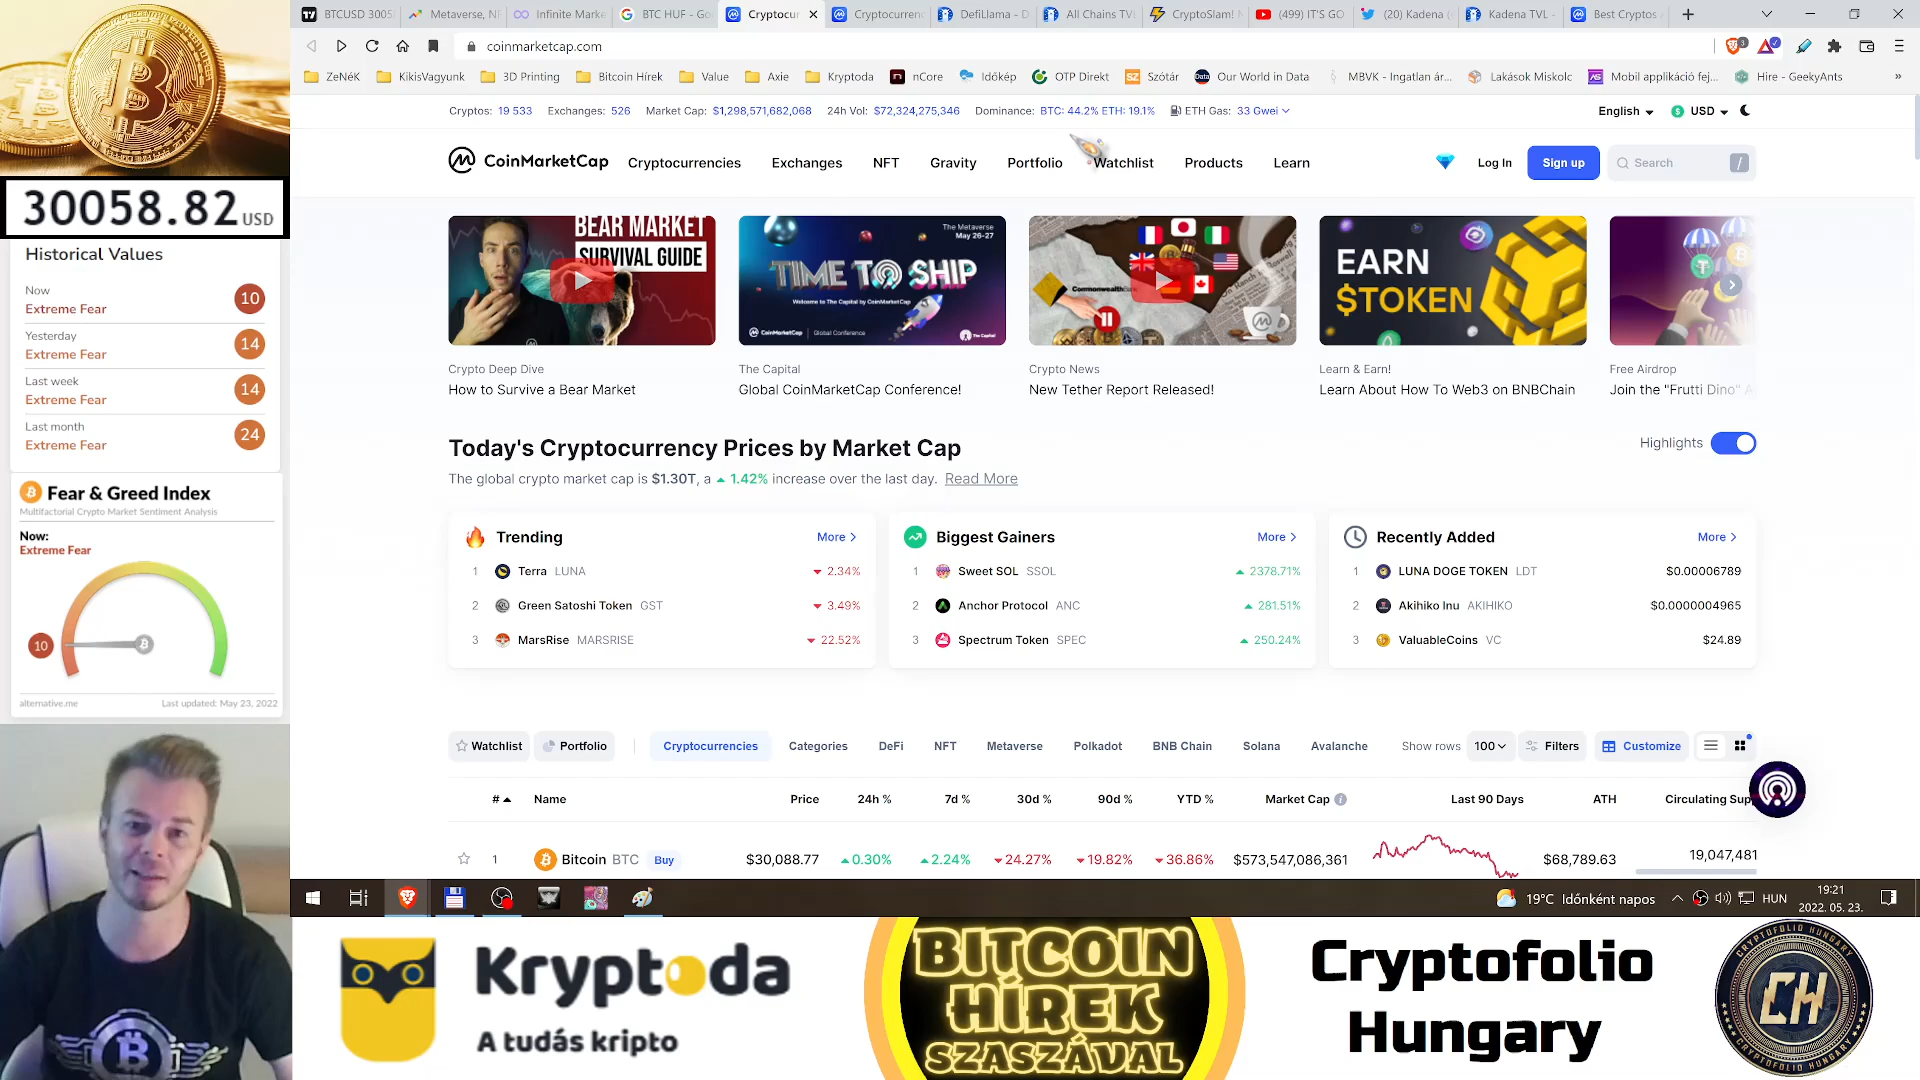 BTCUSD 3005
Metaverse, NF
Infinite Marke
BTC HUF - Go
Cryptocur
Cryptocurren
DefiLlama - D
All Chains TVL
CryptoSlam! N
(499) IT'S GO
(20) Kadena (
Kadena TVL -
Best Cryptos
coinmarketcap.com
ZeNéK
KikisVagyunk
3D Printing
Bitcoin Hírek
Value
Axie
Kryptoda
nCore
Időkép
OTP Direkt
Szótár
Our World in Data
MBVK - Ingatlan ár...
Lakások Miskolc
Mobil applikáció fej...
Hire - GeekyAnts
Cryptos: 19 533 Exchanges: 526 Market Cap: $1,298,571,682,068 24h Vol: $72,324,275,346 Dominance: BTC: 44.2% ETH: 19.1% ETH Gas: 33 Gwei
English USD
CoinMarketCap
Cryptocurrencies Exchanges NFT Gravity Portfolio Watchlist Products Learn
Log In Sign up Search /
30058.82 USD
Historical Values
Now
Extreme Fear
10
Yesterday
Extreme Fear
14
Last week
Extreme Fear
14
Last month
Extreme Fear
24
Fear & Greed Index
Multifactorial Crypto Market Sentiment Analysis
Now:
Extreme Fear
10
alternative.me Last updated: May 23, 2022
BEAR MARKET
SURVIVAL GUIDE
The Metaverse
May 26-27
TIME TO SHIP
Welcome to The Capital by CoinMarketCap
CoinMarketCap Global Conference The Capital
EARN
$TOKEN
Crypto Deep Dive
How to Survive a Bear Market
The Capital
Global CoinMarketCap Conference!
Crypto News
New Tether Report Released!
Learn & Earn!
Learn About How To Web3 on BNBChain
Free Airdrop
Join the "Frutti Dino" A
Today's Cryptocurrency Prices by Market Cap
Highlights
The global crypto market cap is $1.30T, a 1.42% increase over the last day. Read More
Trending More
1 Terra LUNA 2.34%
2 Green Satoshi Token GST 3.49%
3 MarsRise MARSRISE 22.52%
Biggest Gainers More
1 Sweet SOL SSOL 2378.71%
2 Anchor Protocol ANC 281.51%
3 Spectrum Token SPEC 250.24%
Recently Added More
1 LUNA DOGE TOKEN LDT $0.00006789
2 Akihiko Inu AKIHIKO $0.0000004965
3 ValuableCoins VC $24.89
Watchlist Portfolio Cryptocurrencies Categories DeFi NFT Metaverse Polkadot BNB Chain Solana Avalanche Show rows 100 Filters Customize
# Name Price 24h % 7d % 30d % 90d % YTD % Market Cap Last 90 Days ATH Circulating Supp
1 Bitcoin BTC Buy $30,088.77 0.30% 2.24% 24.27% 19.82% 36.86% $573,547,086,361 $68,789.63 19,047,481
19°C Időnként napos HUN
19:21
2022. 05. 23.
Kryptoda
A tudás kripto
BITCOIN
HÍREK
SZASZÁVAL
Cryptofolio
Hungary
CRYPTOFOLIO HUNGARY
CH
CRYPTOFOLIO HUNGARY